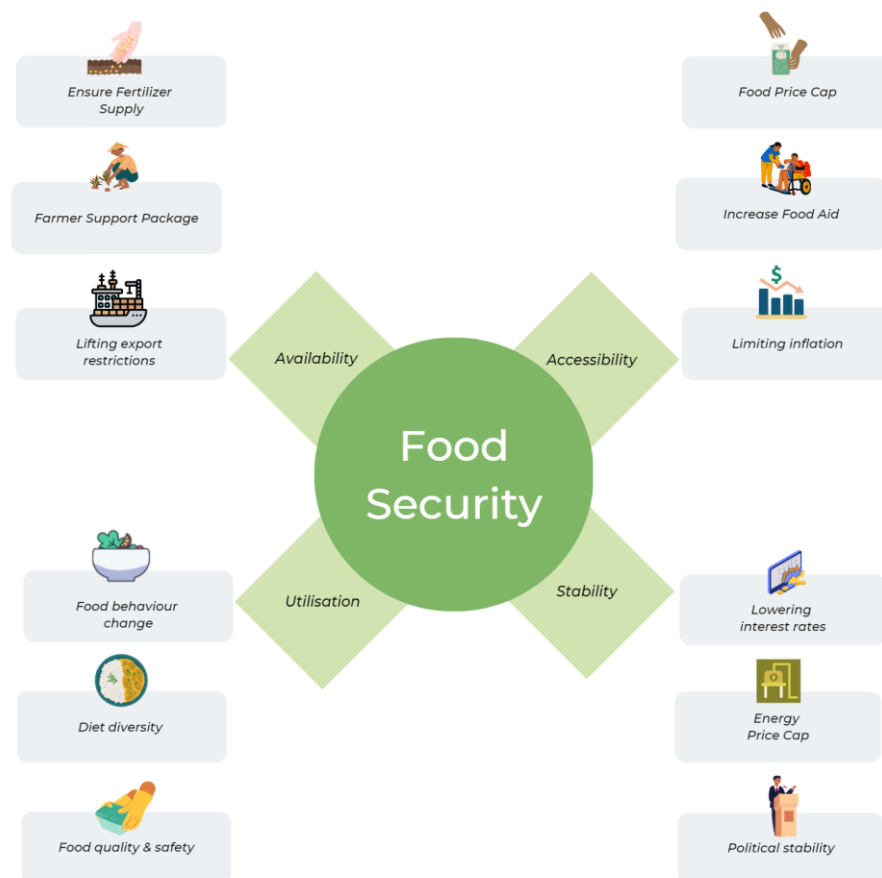 Ensure Fertilizer
Supply
Farmer Support Package
Lifting export
restrictions
Availability
Food Price Cap
Increase Food Aid
Limiting inflation
Accessibility
Food
Security
Utilisation
Food behaviour
change
Diet diversity
Food quality & safety
Stability
Lowering
interest rates
Energy
Price Cap
Political stability
$